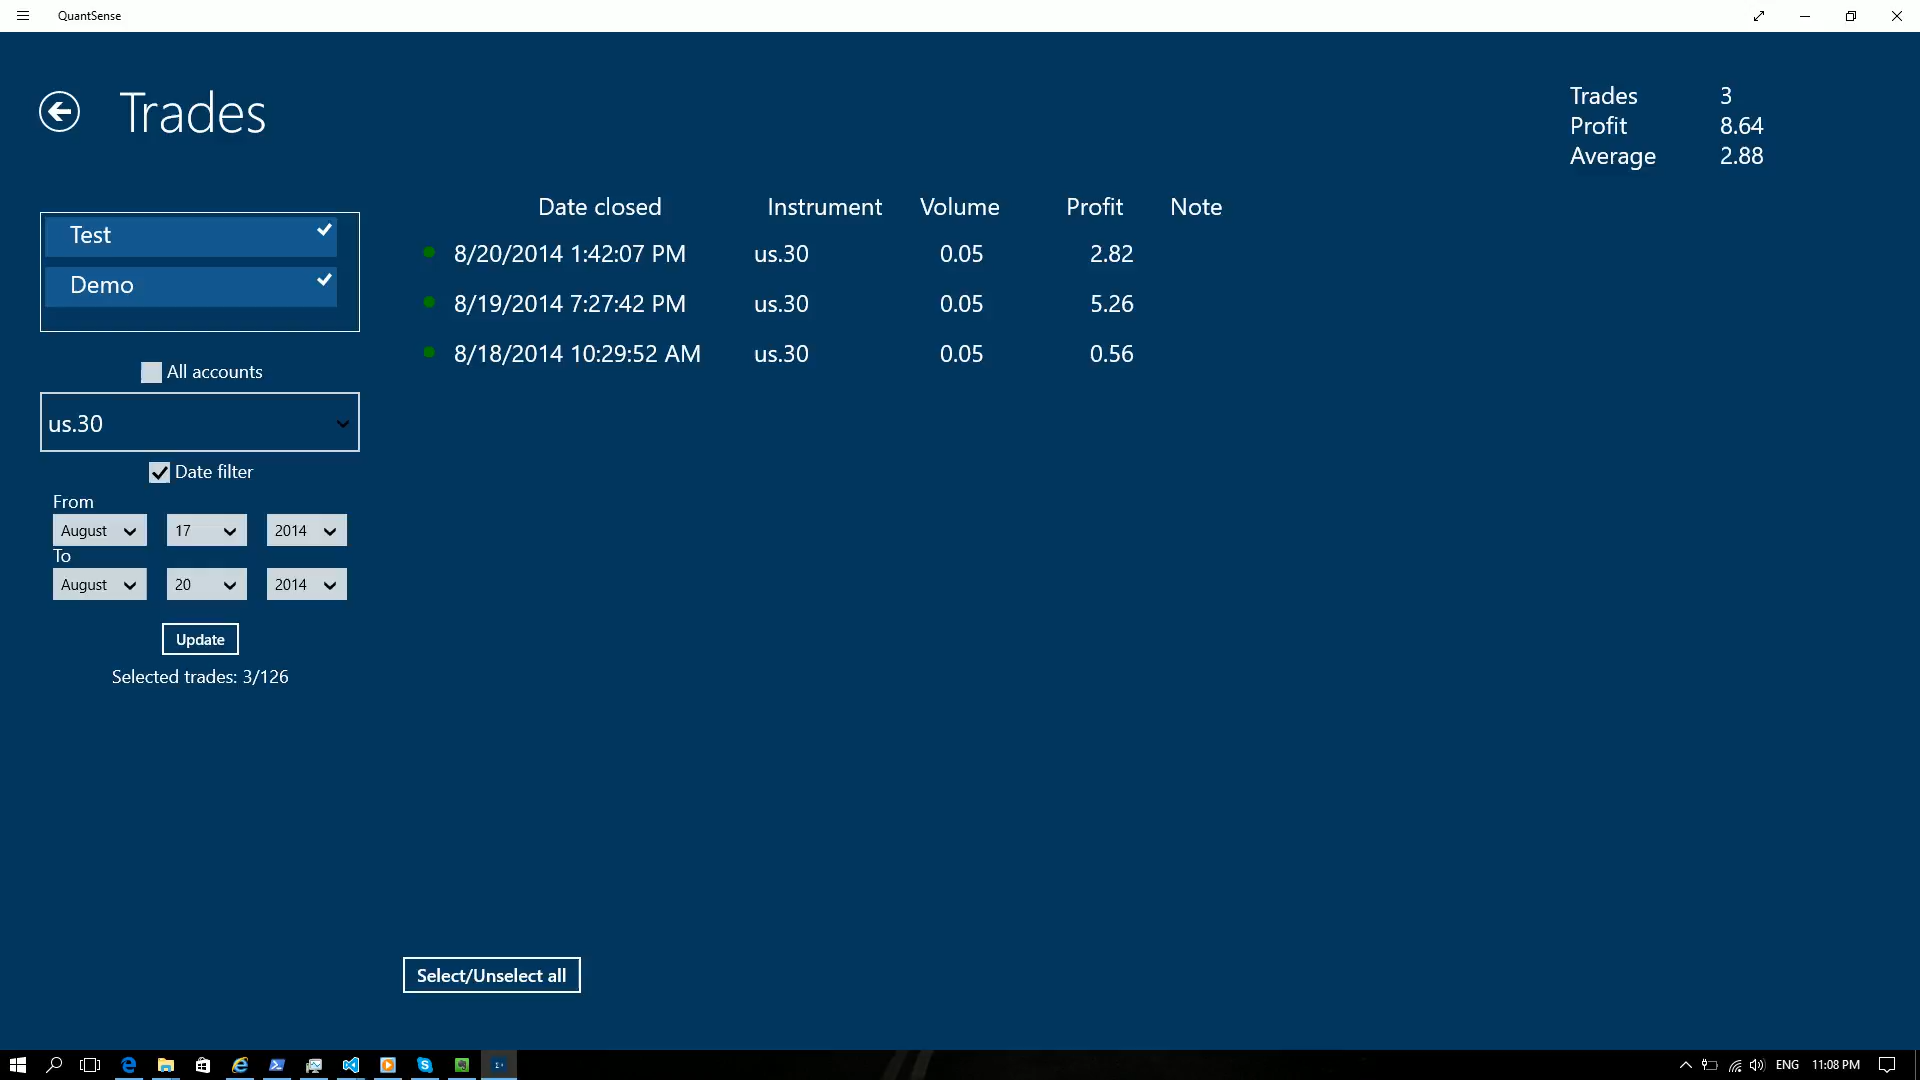 QuantSense
Trades
Trades 3
Profit 8.64
Average 2.88
Test
Demo
All accounts
us.30
Date filter
From
August 17 2014
To
August 20 2014
Update
Selected trades: 3/126
Date closed Instrument Volume Profit Note
8/20/2014 1:42:07 PM us.30 0.05 2.82
8/19/2014 7:27:42 PM us.30 0.05 5.26
8/18/2014 10:29:52 AM us.30 0.05 0.56
Select/Unselect all
ENG 11:08 PM